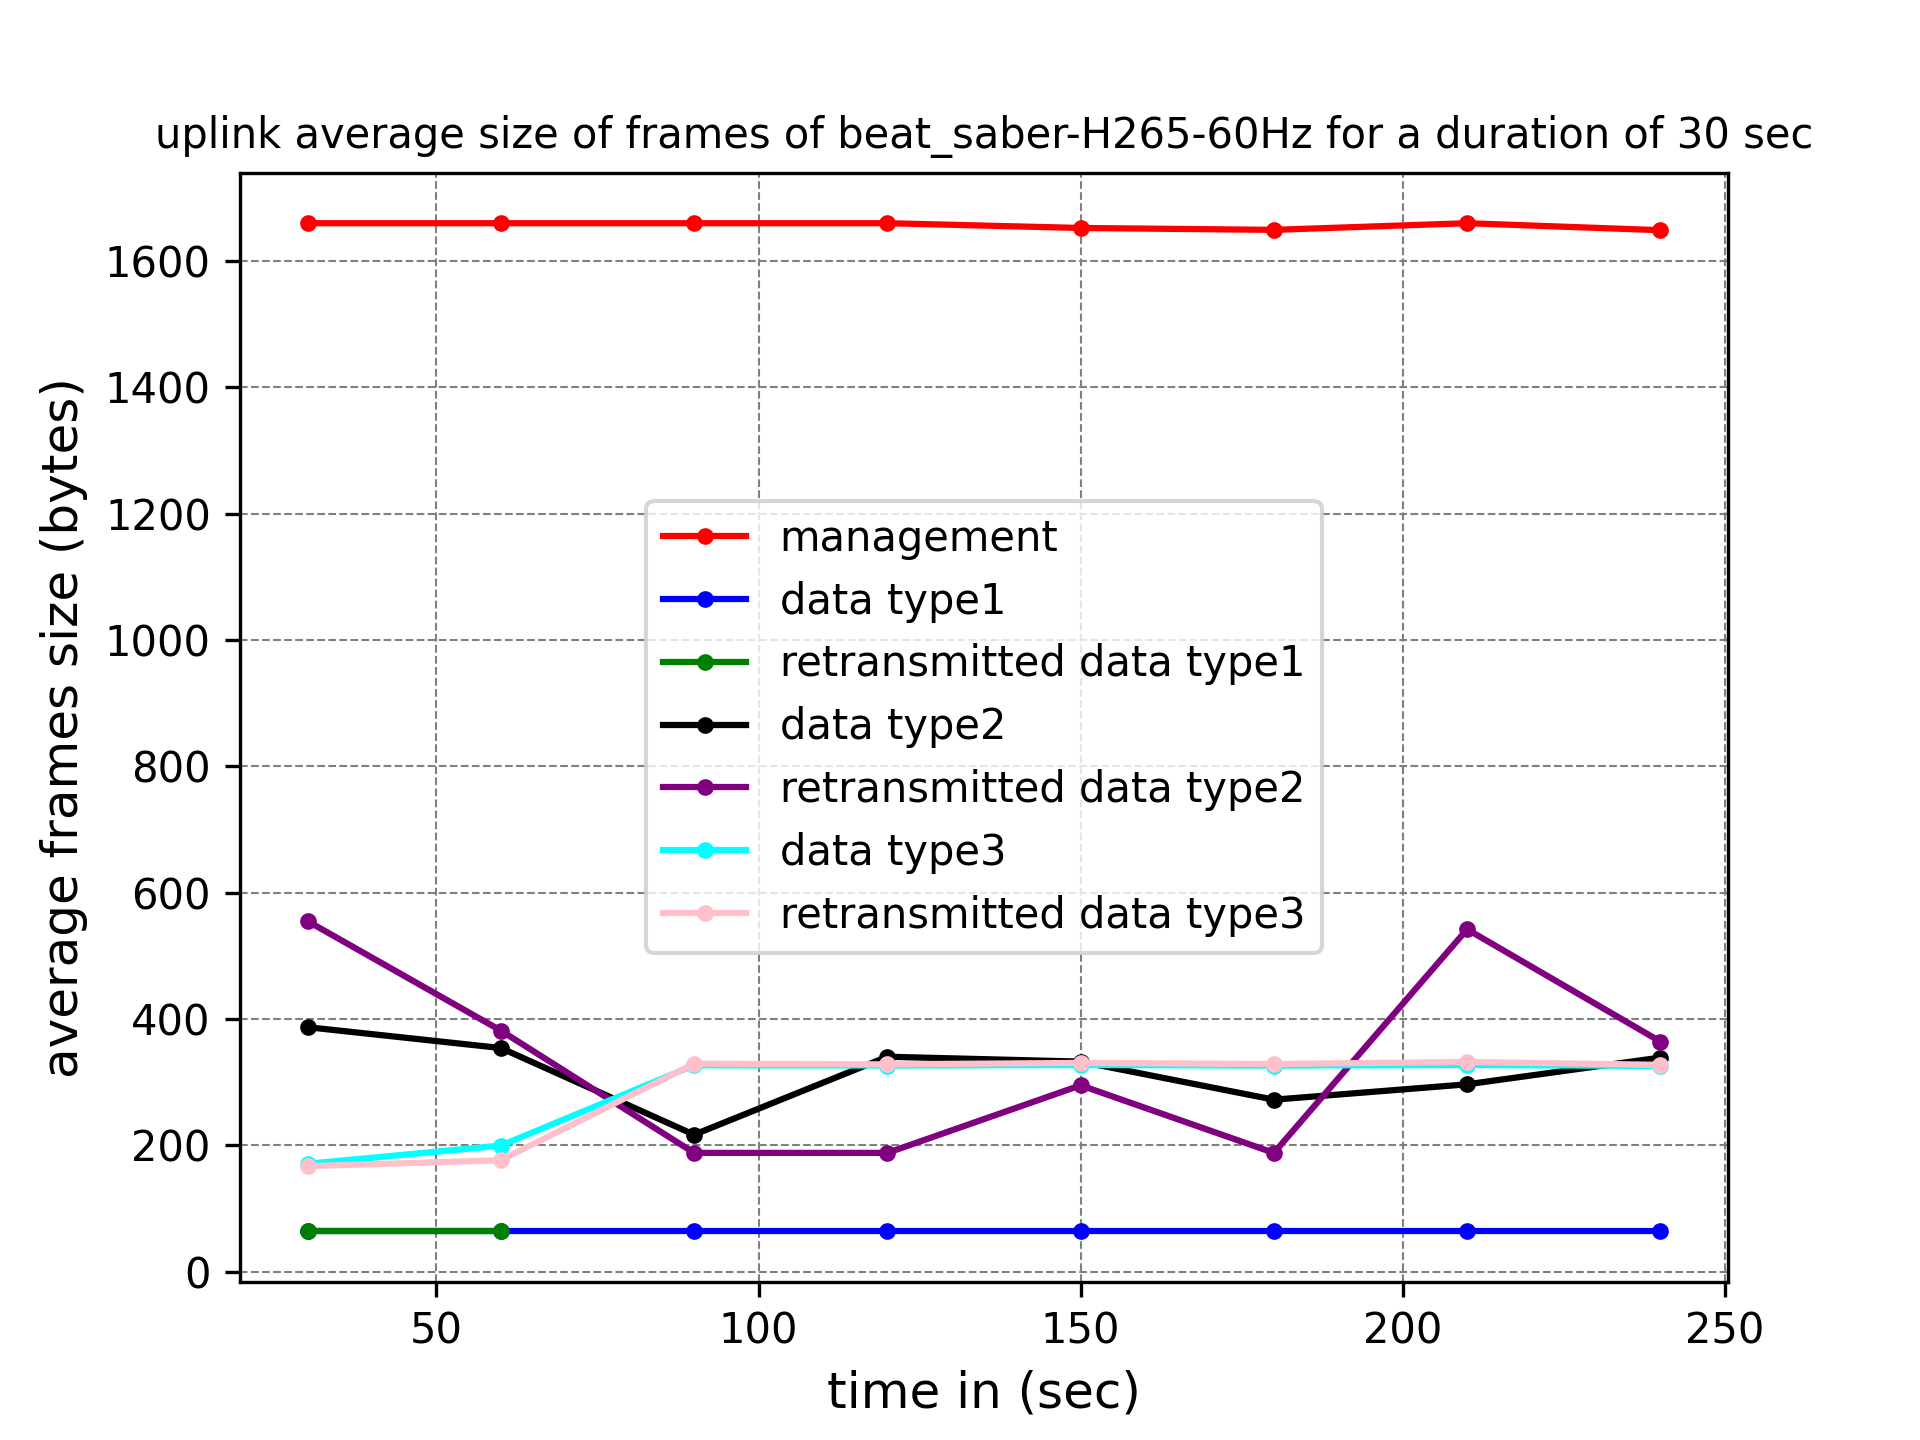 uplink average size of frames of beat_saber-H265-60Hz for a duration of 30 sec
average frames size (bytes)
1600
1400
1200
1000
800
600
400
200
0
management
data type1
retransmitted data type1
data type2
retransmitted data type2
data type3
retransmitted data type3
50 100 150 200 250
time in (sec)